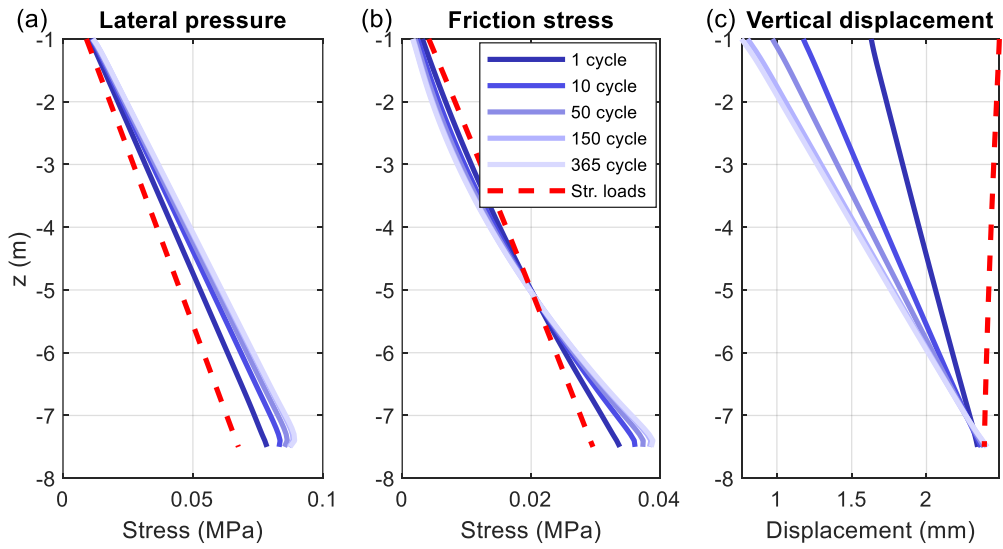 (a) Lateral pressure
-1
-2
-3
-4
-5
-6
-7
-8
z (m)
0 0.05 0.1
Stress (MPa)
(b) Friction stress
-1
-2
-3
-4
-5
-6
-7
-8
1 cycle
10 cycle
50 cycle
150 cycle
365 cycle
Str. loads
0 0.02 0.04
Stress (MPa)
(c) Vertical displacement
-1
-2
-3
-4
-5
-6
-7
-8
1 1.5 2
Displacement (mm)